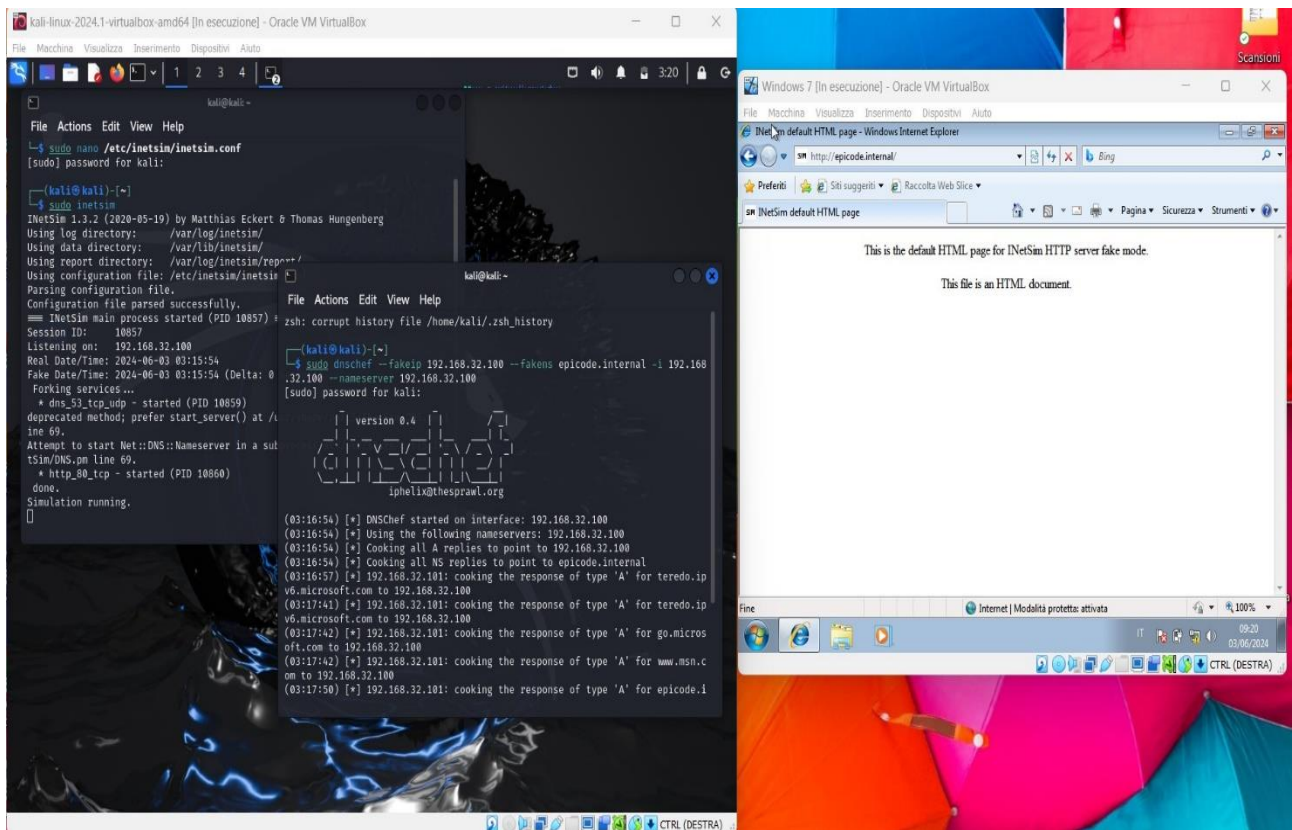 kali-linux-2024.1-virtualbox-amd64 [In esecuzione] - Oracle VM VirtualBox
File Macchina Visualizza Inserimento Dispositivi Aiuto
1 2 3 4
3:20
kali@kali: ~
File Actions Edit View Help
└─$ sudo nano /etc/inetsim/inetsim.conf
[sudo] password for kali:
┌──(kali㉿kali)-[~]
└─$ sudo inetsim
INetSim 1.3.2 (2020-05-19) by Matthias Eckert & Thomas Hungenberg
Using log directory: /var/log/inetsim/
Using data directory: /var/lib/inetsim/
Using report directory: /var/log/inetsim/report/
Using configuration file: /etc/inetsim/inetsim
Parsing configuration file.
Configuration file parsed successfully.
=== INetSim main process started (PID 10857) =
Session ID: 10857
Listening on: 192.168.32.100
Real Date/Time: 2024-06-03 03:15:54
Fake Date/Time: 2024-06-03 03:15:54 (Delta: 0
Forking services ...
* dns_53_tcp_udp - started (PID 10859)
deprecated method; prefer start_server() at /u
ine 69.
Attempt to start Net::DNS::Nameserver in a sub
tSim/DNS.pm line 69.
* http_80_tcp - started (PID 10860)
done.
Simulation running.
kali@kali: ~
File Actions Edit View Help
zsh: corrupt history file /home/kali/.zsh_history
┌──(kali㉿kali)-[~]
└─$ sudo dnschef --fakeip 192.168.32.100 --fakens epicode.internal -i 192.168
.32.100 --nameserver 192.168.32.100
[sudo] password for kali:
version 0.4
dnschef
iphelix@thesprawl.org
(03:16:54) [*] DNSChef started on interface: 192.168.32.100
(03:16:54) [*] Using the following nameservers: 192.168.32.100
(03:16:54) [*] Cooking all A replies to point to 192.168.32.100
(03:16:54) [*] Cooking all NS replies to point to epicode.internal
(03:16:57) [*] 192.168.32.101: cooking the response of type 'A' for teredo.ip
v6.microsoft.com to 192.168.32.100
(03:17:41) [*] 192.168.32.101: cooking the response of type 'A' for teredo.ip
v6.microsoft.com to 192.168.32.100
(03:17:42) [*] 192.168.32.101: cooking the response of type 'A' for go.micros
oft.com to 192.168.32.100
(03:17:42) [*] 192.168.32.101: cooking the response of type 'A' for www.msn.c
om to 192.168.32.100
(03:17:50) [*] 192.168.32.101: cooking the response of type 'A' for epicode.i
CTRL (DESTRA)
Scansioni
Windows 7 [In esecuzione] - Oracle VM VirtualBox
File Macchina Visualizza Inserimento Dispositivi Aiuto
default HTML page - Windows Internet Explorer
http://epicode.internal/
Bing
Preferiti Siti suggeriti Raccolta Web Slice
INetSim default HTML page
Pagina Sicurezza Strumenti
This is the default HTML page for INetSim HTTP server fake mode.
This file is an HTML document.
Fine
Internet | Modalità protetta: attivata
100%
IT
09:20
03/06/2024
CTRL (DESTRA)